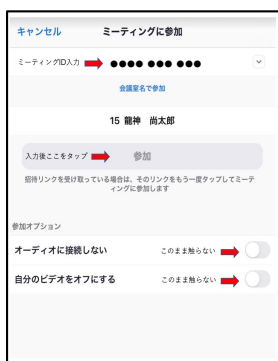 キャンセル ミーティングに参加
ミーティングID入力 ●●●● ●●● ●●●
会議室名で参加
15 龍神 尚太郎
入力後ここをタップ 参加
招待リンクを受け取っている場合は、そのリンクをもう一度タップしてミーテ
ィングに参加します
参加オプション
オーディオに接続しない このまま触らない
自分のビデオをオフにする このまま触らない